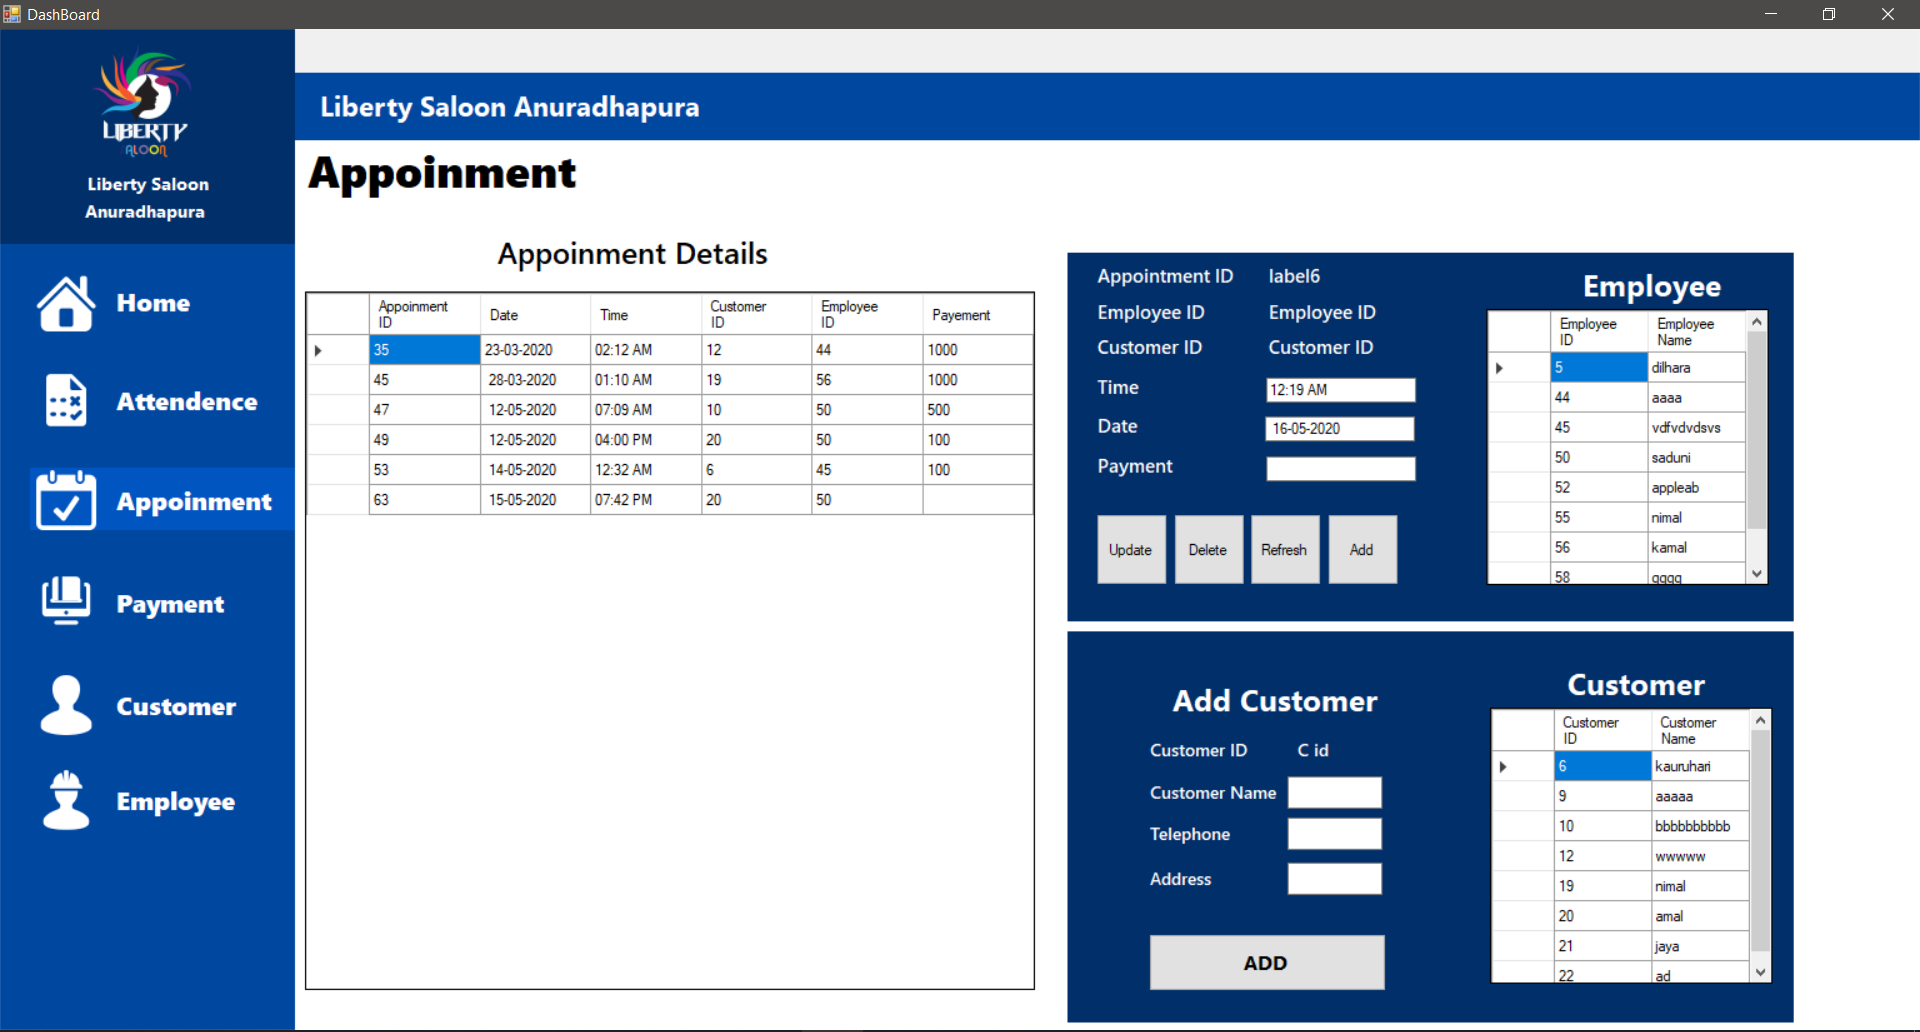 DashBoard
LIBERTY
ALOON
Liberty Saloon
Anuradhapura
Home
Attendence
Appoinment
Payment
Customer
Employee
Liberty Saloon Anuradhapura
Appoinment
Appoinment Details
Appoinment ID Date Time Customer ID Employee ID Payement
35 23-03-2020 02:12 AM 12 44 1000
45 28-03-2020 01:10 AM 19 56 1000
47 12-05-2020 07:09 AM 10 50 500
49 12-05-2020 04:00 PM 20 50 100
53 14-05-2020 12:32 AM 6 45 100
63 15-05-2020 07:42 PM 20 50
Appointment ID label6
Employee ID Employee ID
Customer ID Customer ID
Time 12:19 AM
Date 16-05-2020
Payment
Update Delete Refresh Add
Employee
Employee ID Employee Name
5 dilhara
44 aaaa
45 vdfvdvdsvs
50 saduni
52 appleab
55 nimal
56 kamal
58 qqqq
Add Customer
Customer ID C id
Customer Name
Telephone
Address
ADD
Customer
Customer ID Customer Name
6 kauruhari
9 aaaaa
10 bbbbbbbbbb
12 wwwww
19 nimal
20 amal
21 jaya
22 ad